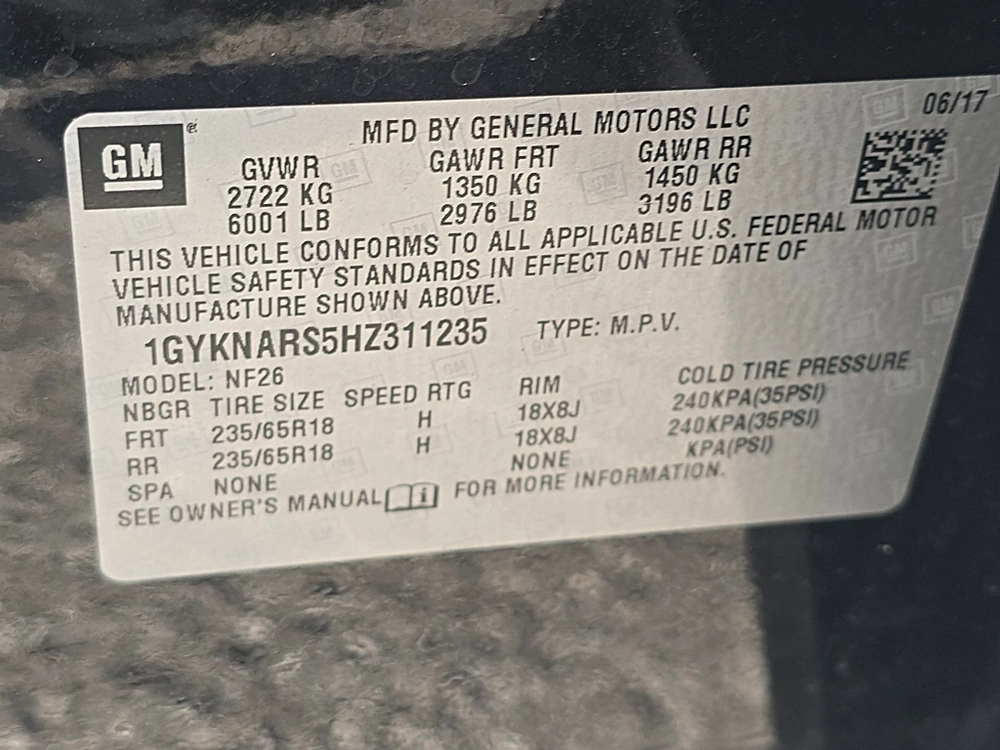 GM
MFD BY GENERAL MOTORS LLC
06/17
GVWR GAWR FRT GAWR RR
2722 KG 1350 KG 1450 KG
6001 LB 2976 LB 3196 LB
THIS VEHICLE CONFORMS TO ALL APPLICABLE U.S. FEDERAL MOTOR
VEHICLE SAFETY STANDARDS IN EFFECT ON THE DATE OF
MANUFACTURE SHOWN ABOVE.
1GYKNARS5HZ311235 TYPE: M.P.V.
MODEL: NF26
NBGR TIRE SIZE SPEED RTG RIM COLD TIRE PRESSURE
FRT 235/65R18 H 18X8J 240KPA(35PSI)
RR 235/65R18 H 18X8J 240KPA(35PSI)
SPA NONE NONE KPA(PSI)
SEE OWNER'S MANUAL FOR MORE INFORMATION.